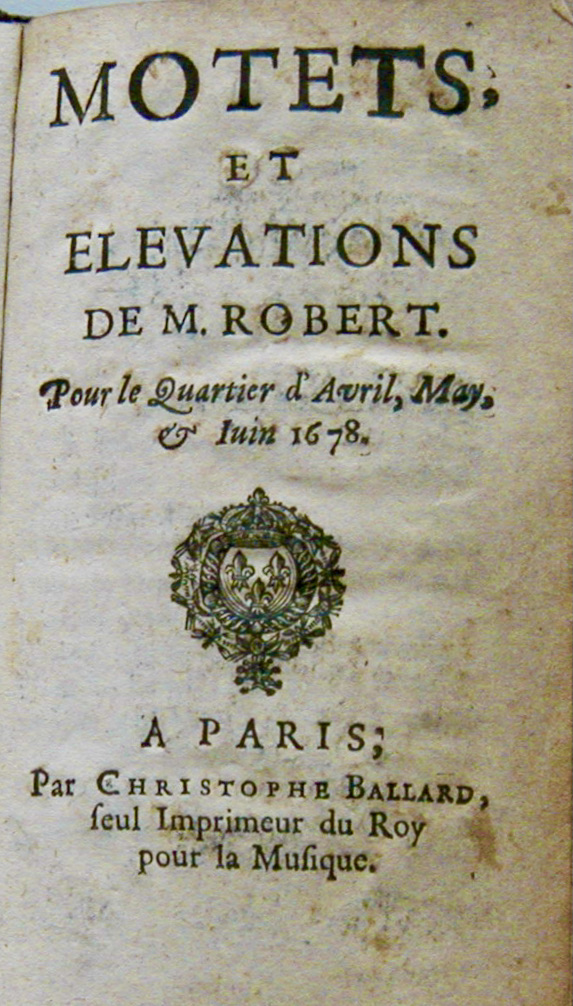 MOTETS,
ET
ELEVATIONS
DE M. ROBERT.
Pour le Quartier d'Avril, May,
& Iuin 1678.
A PARIS;
Par CHRISTOPHE BALLARD,
ſeul Imprimeur du Roy
pour la Muſique.